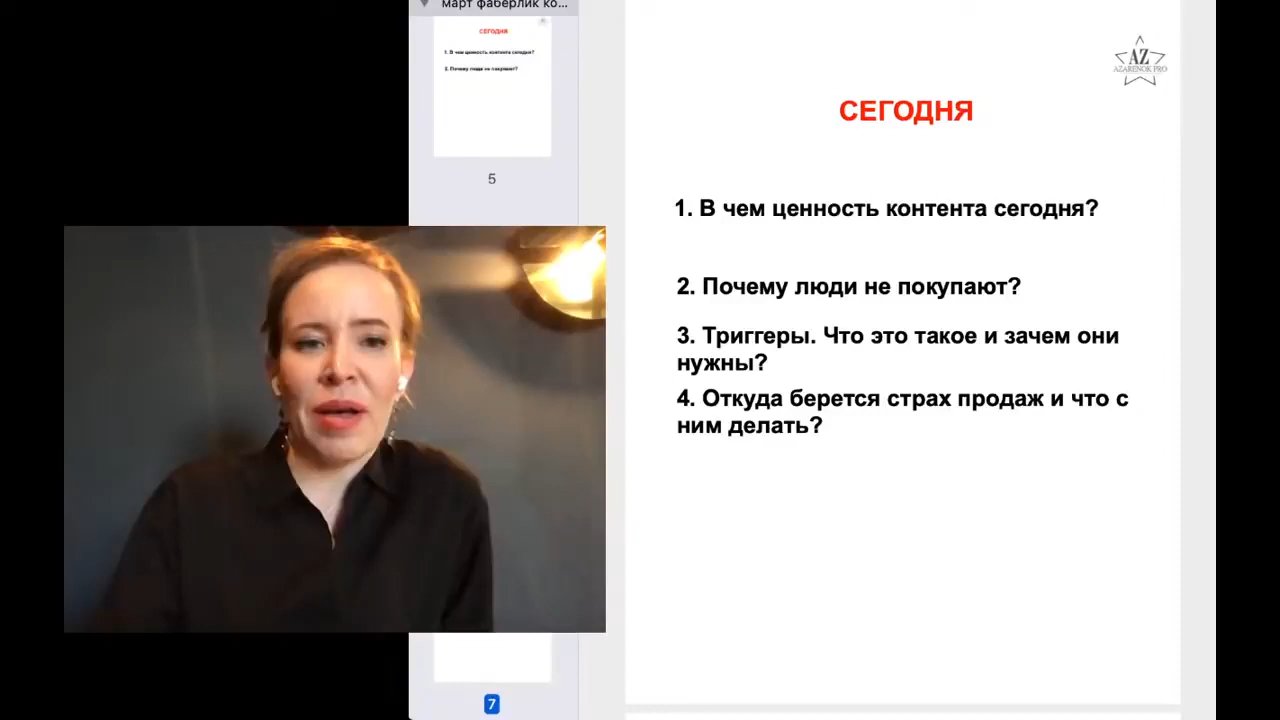 март фаберлик ко...
СЕГОДНЯ
1. В чем ценность контента сегодня?
2. Почему люди не покупают?
5
7
AZ
AZARENOK PRO
СЕГОДНЯ
1. В чем ценность контента сегодня?
2. Почему люди не покупают?
3. Триггеры. Что это такое и зачем они
нужны?
4. Откуда берется страх продаж и что с
ним делать?